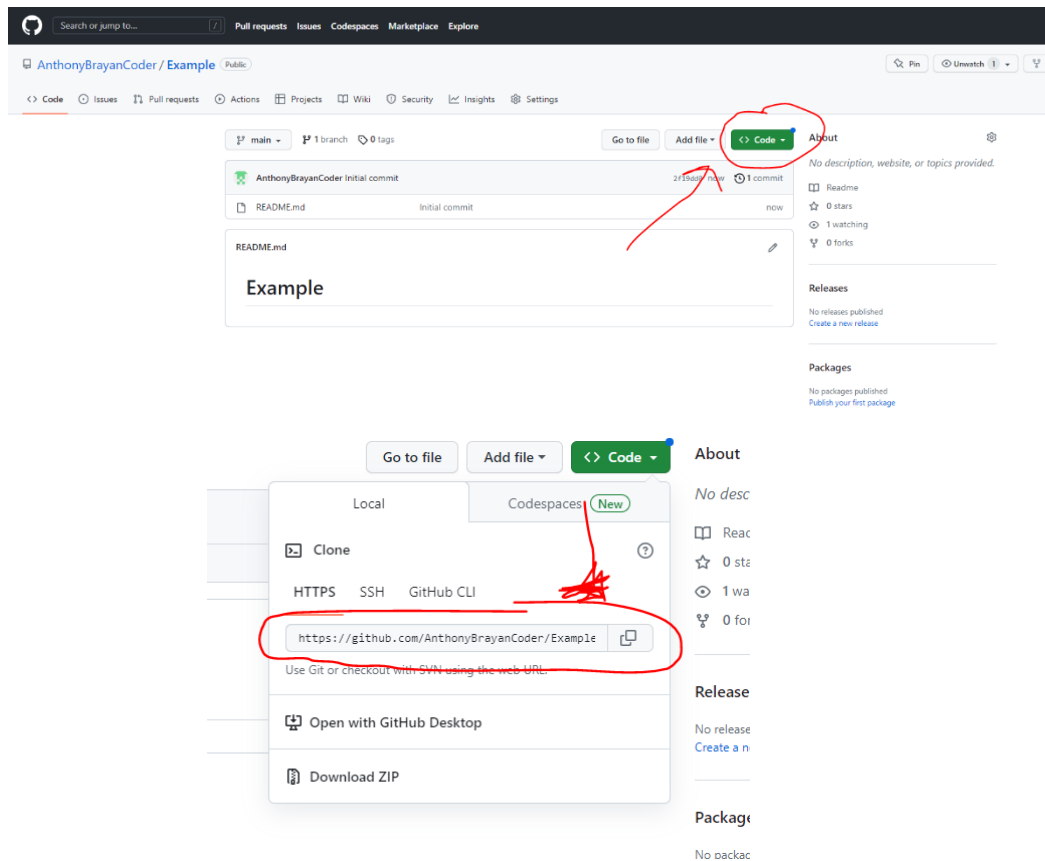 Search or jump to... /
Pull requests Issues Codespaces Marketplace Explore
AnthonyBrayanCoder / Example Public
Pin Unwatch 1
<> Code Issues Pull requests Actions Projects Wiki Security Insights Settings
main 1 branch 0 tags
Go to file Add file <> Code
AnthonyBrayanCoder Initial commit
now 1 commit
README.md Initial commit now
README.md
Example
About
No description, website, or topics provided.
Readme
0 stars
1 watching
0 forks
Releases
No releases published
Create a new release
Packages
No packages published
Publish your first package
Go to file Add file <> Code
Local Codespaces New
Clone ?
HTTPS SSH GitHub CLI
https://github.com/AnthonyBrayanCoder/Example
Use Git or checkout with SVN using the web URL.
Open with GitHub Desktop
Download ZIP
About
No desc
Reac
0 sta
1 wa
0 for
Release
No release
Create a n
Package
No packag